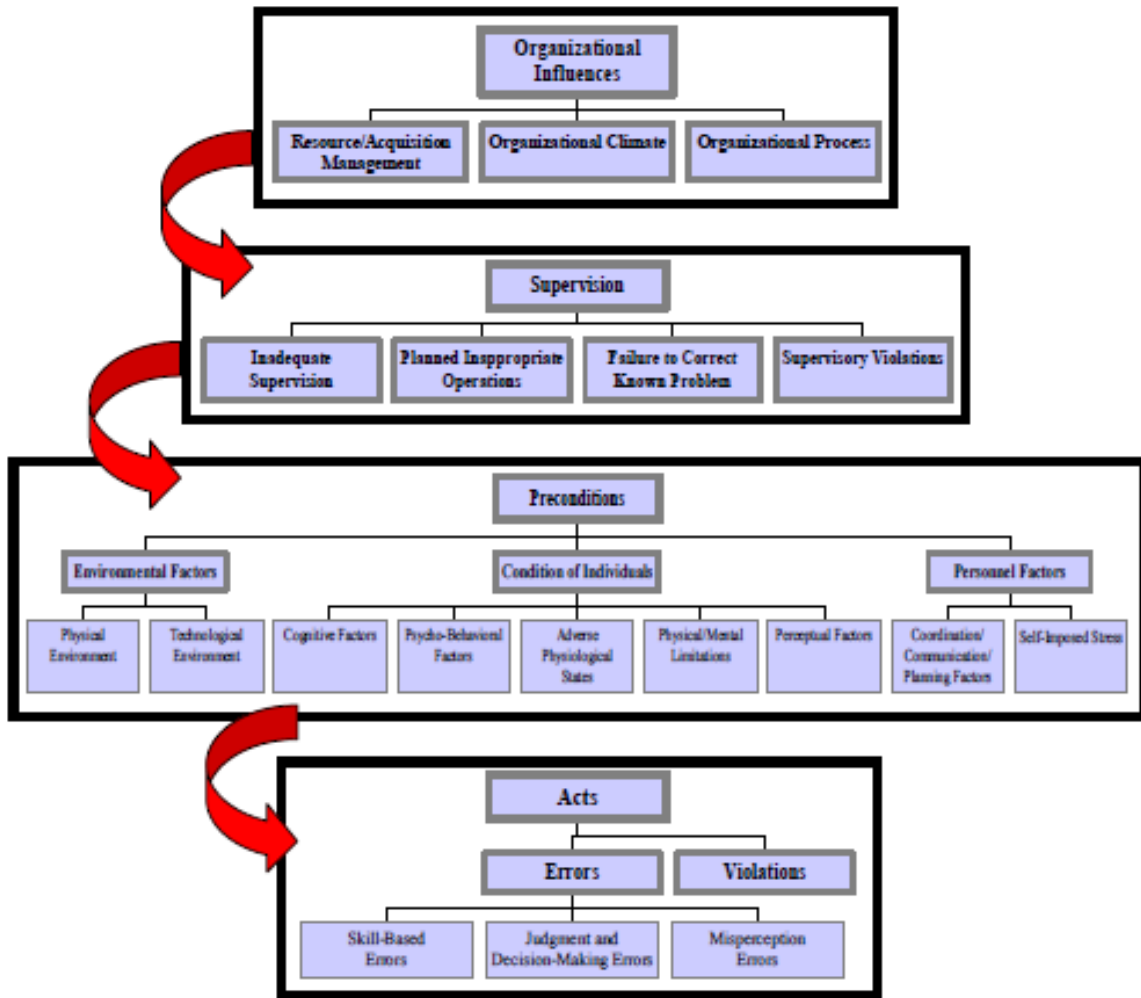 Organizational
Influences
Resource/Acquisition
Management
Organizational Climate
Organizational Process
Supervision
Inadequate
Supervision
Planned Inappropriate
Operations
Failure to Correct
Known Problem
Supervisory Violations
Preconditions
Environmental Factors
Condition of Individuals
Personnel Factors
Physical
Environment
Technological
Environment
Cognitive Factors
Psycho-Behavioral
Factors
Adverse
Physiological
States
Physical/Mental
Limitations
Perceptual Factors
Coordination/
Communication/
Planning Factors
Self-Imposed Stress
Acts
Errors
Violations
Skill-Based
Errors
Judgment and
Decision-Making Errors
Misperception
Errors